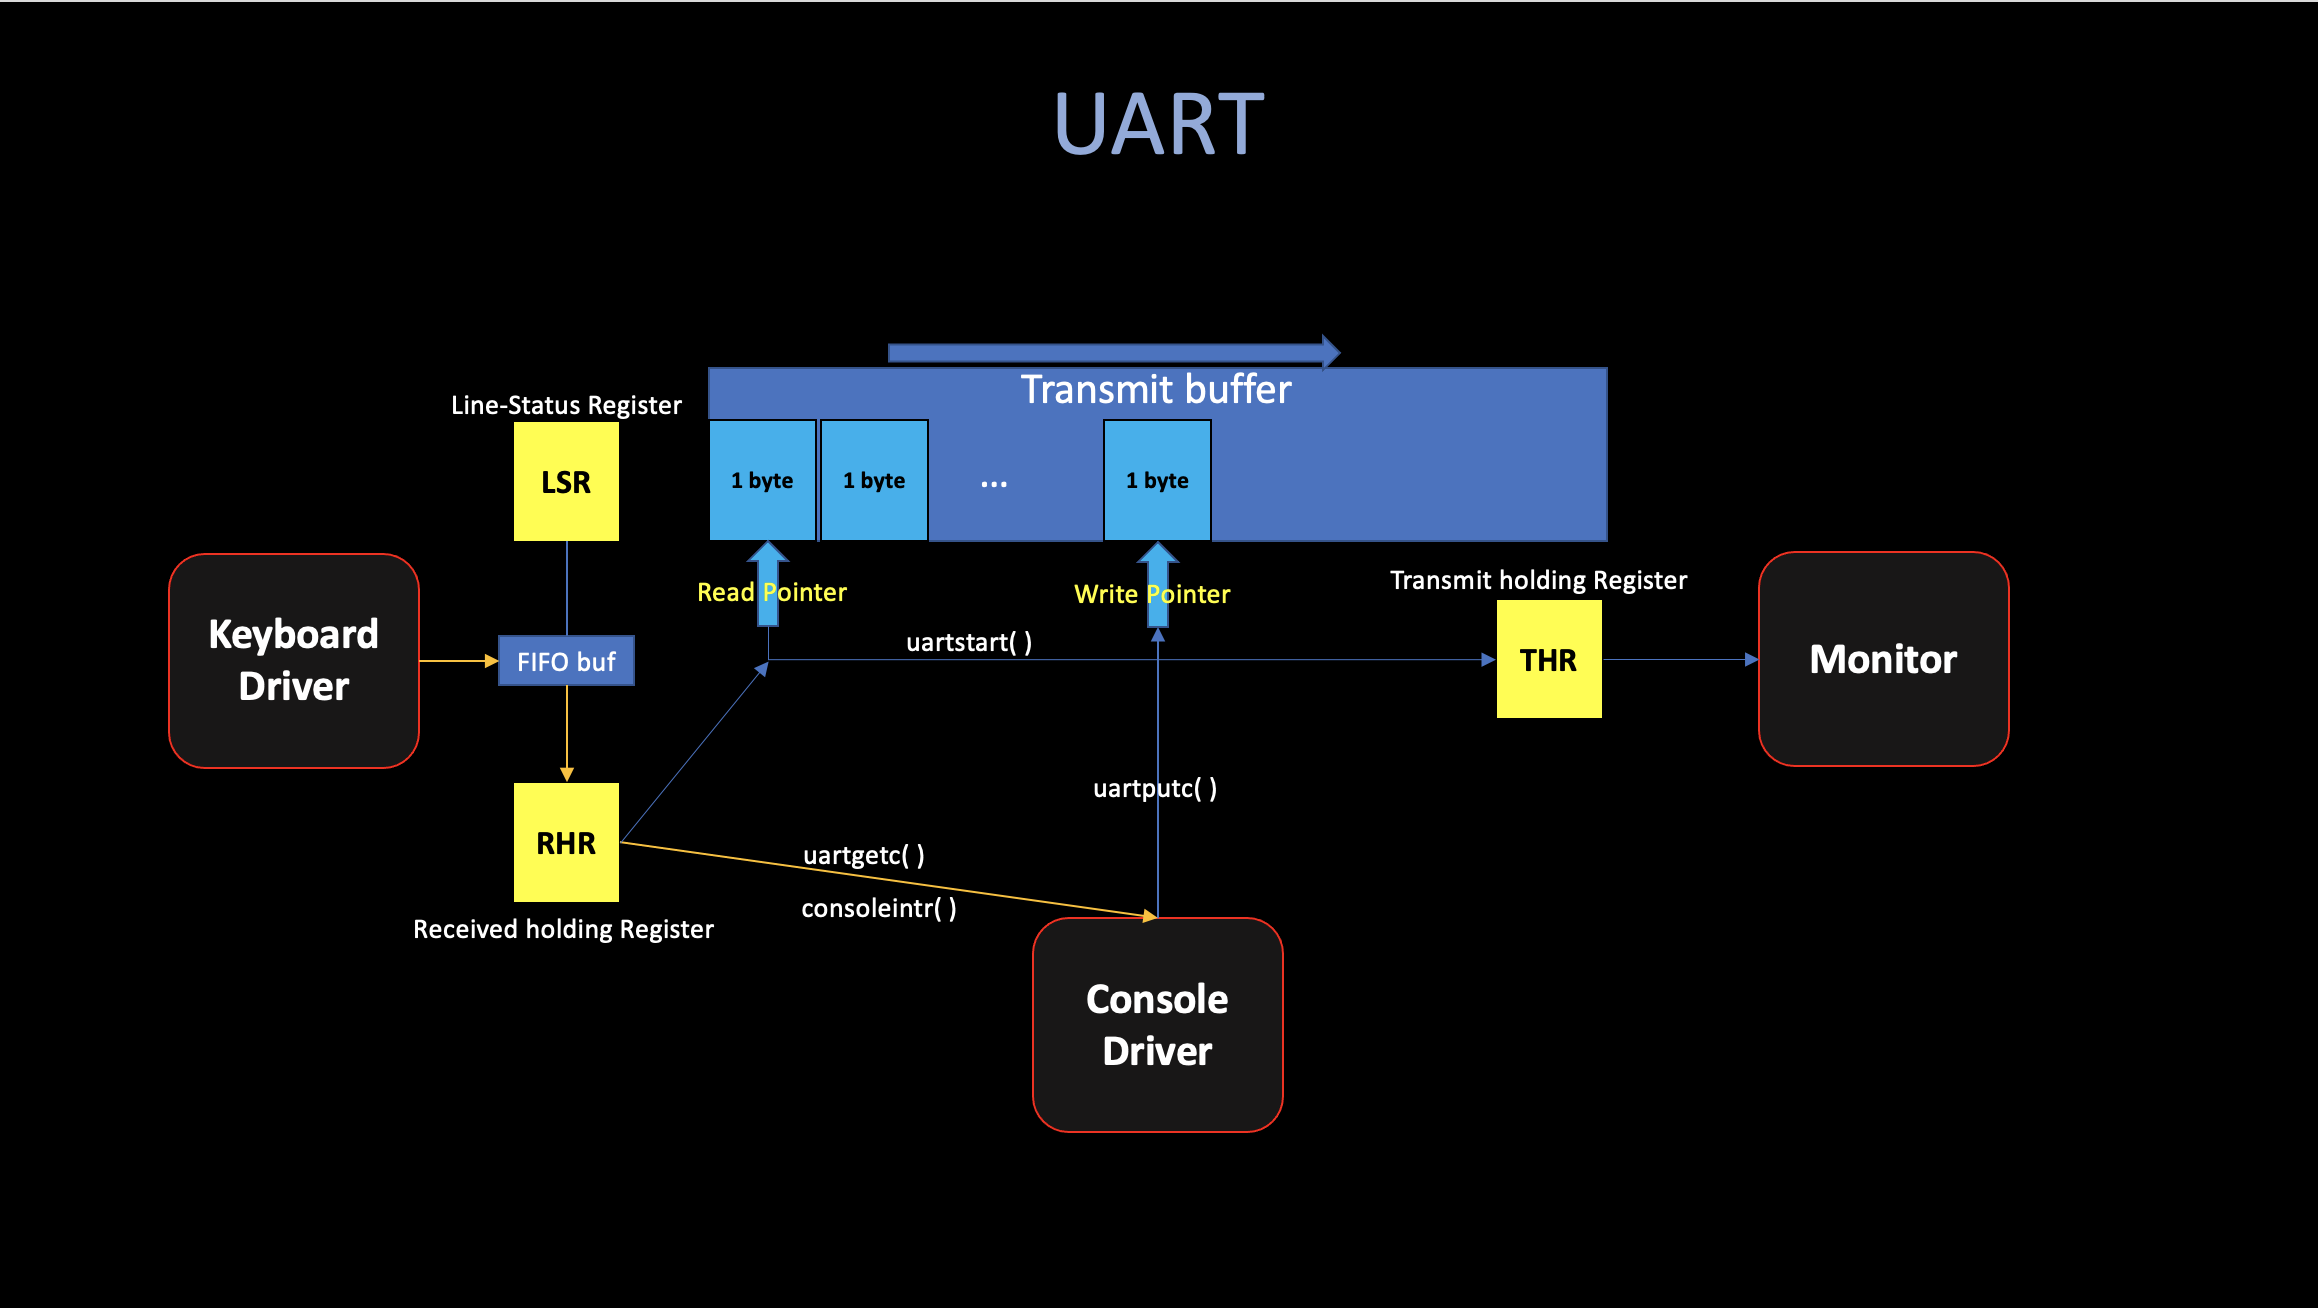 UART
Transmit buffer
Line-Status Register
LSR
1 byte
1 byte
...
1 byte
Read Pointer
Write Pointer
Transmit holding Register
Keyboard
Driver
FIFO buf
uartstart( )
THR
Monitor
uartputc( )
RHR
uartgetc( )
consoleintr( )
Received holding Register
Console
Driver